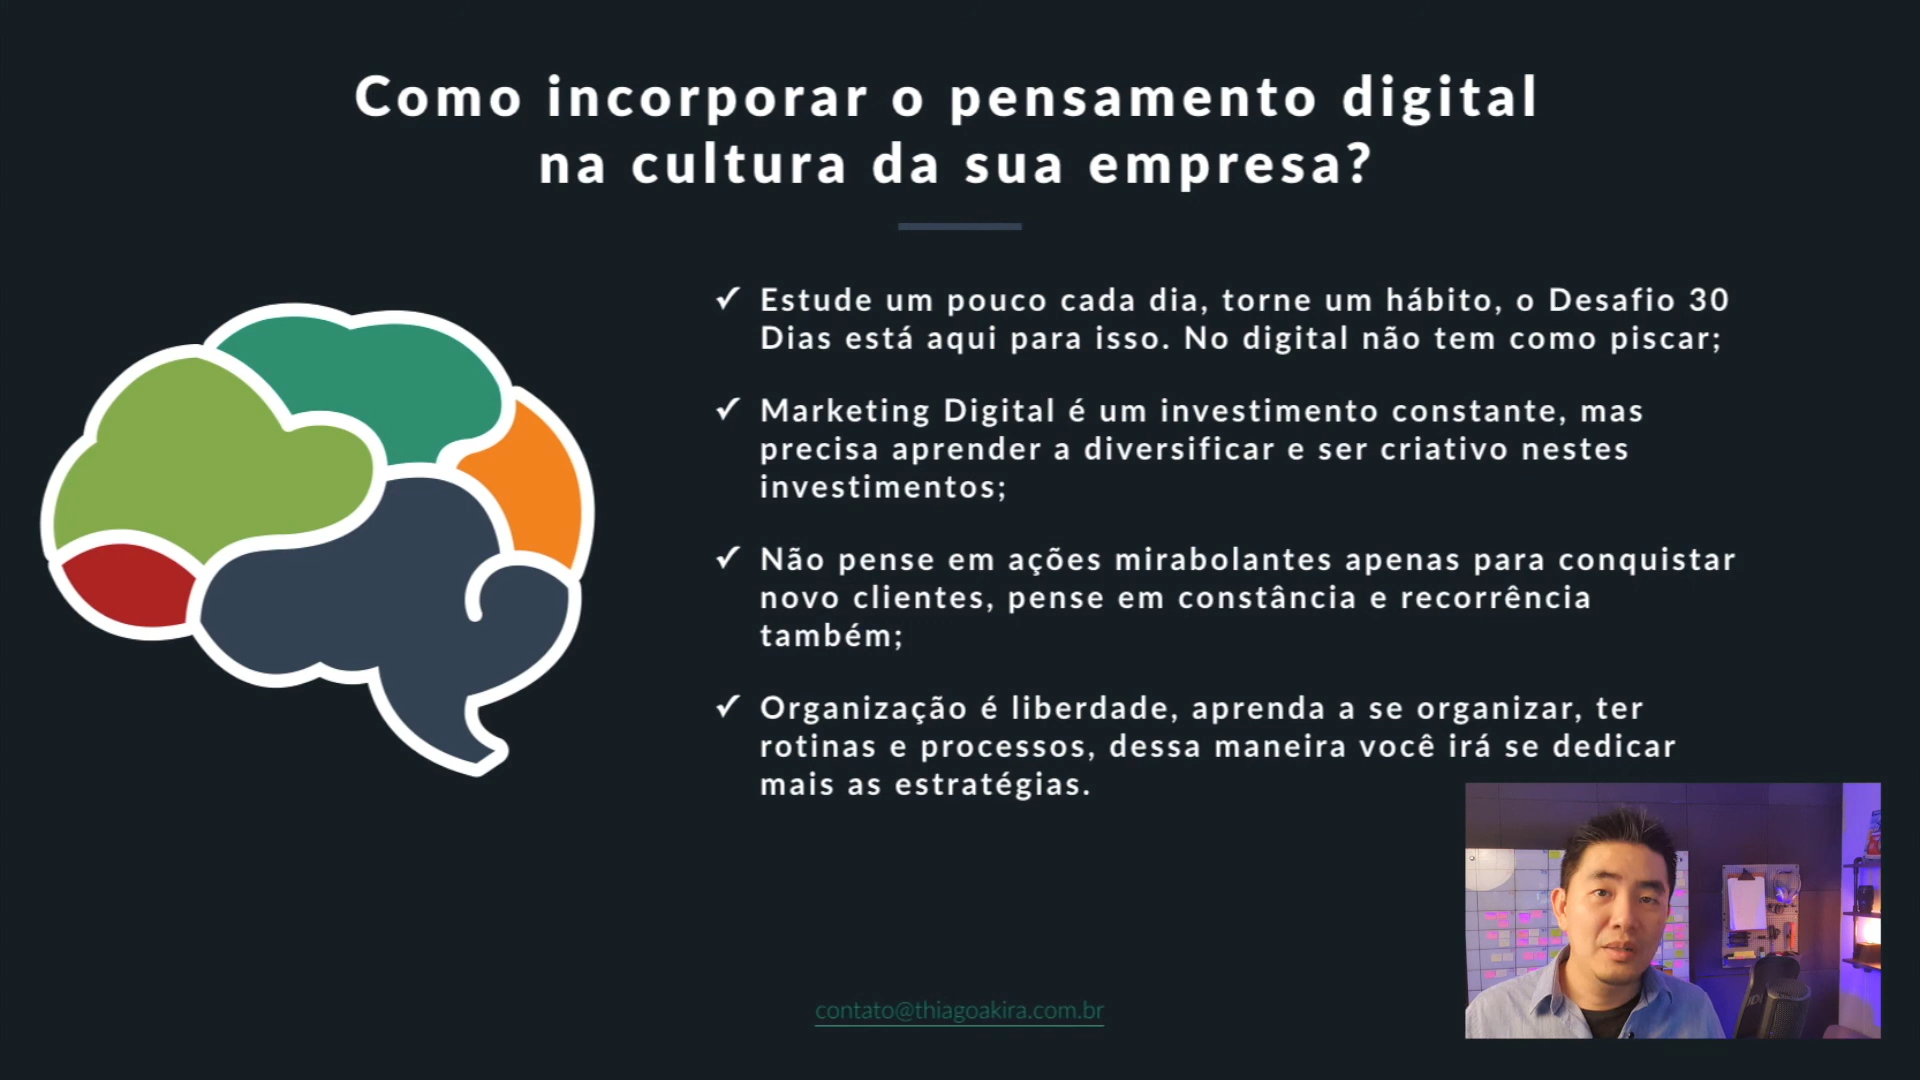 Como incorporar o pensamento digital
na cultura da sua empresa?
✓ Estude um pouco cada dia, torne um hábito, o Desafio 30
Dias está aqui para isso. No digital não tem como piscar;
✓ Marketing Digital é um investimento constante, mas
precisa aprender a diversificar e ser criativo nestes
investimentos;
✓ Não pense em ações mirabolantes apenas para conquistar
novo clientes, pense em constância e recorrência
também;
✓ Organização é liberdade, aprenda a se organizar, ter
rotinas e processos, dessa maneira você irá se dedicar
mais as estratégias.
contato@thiagoakira.com.br